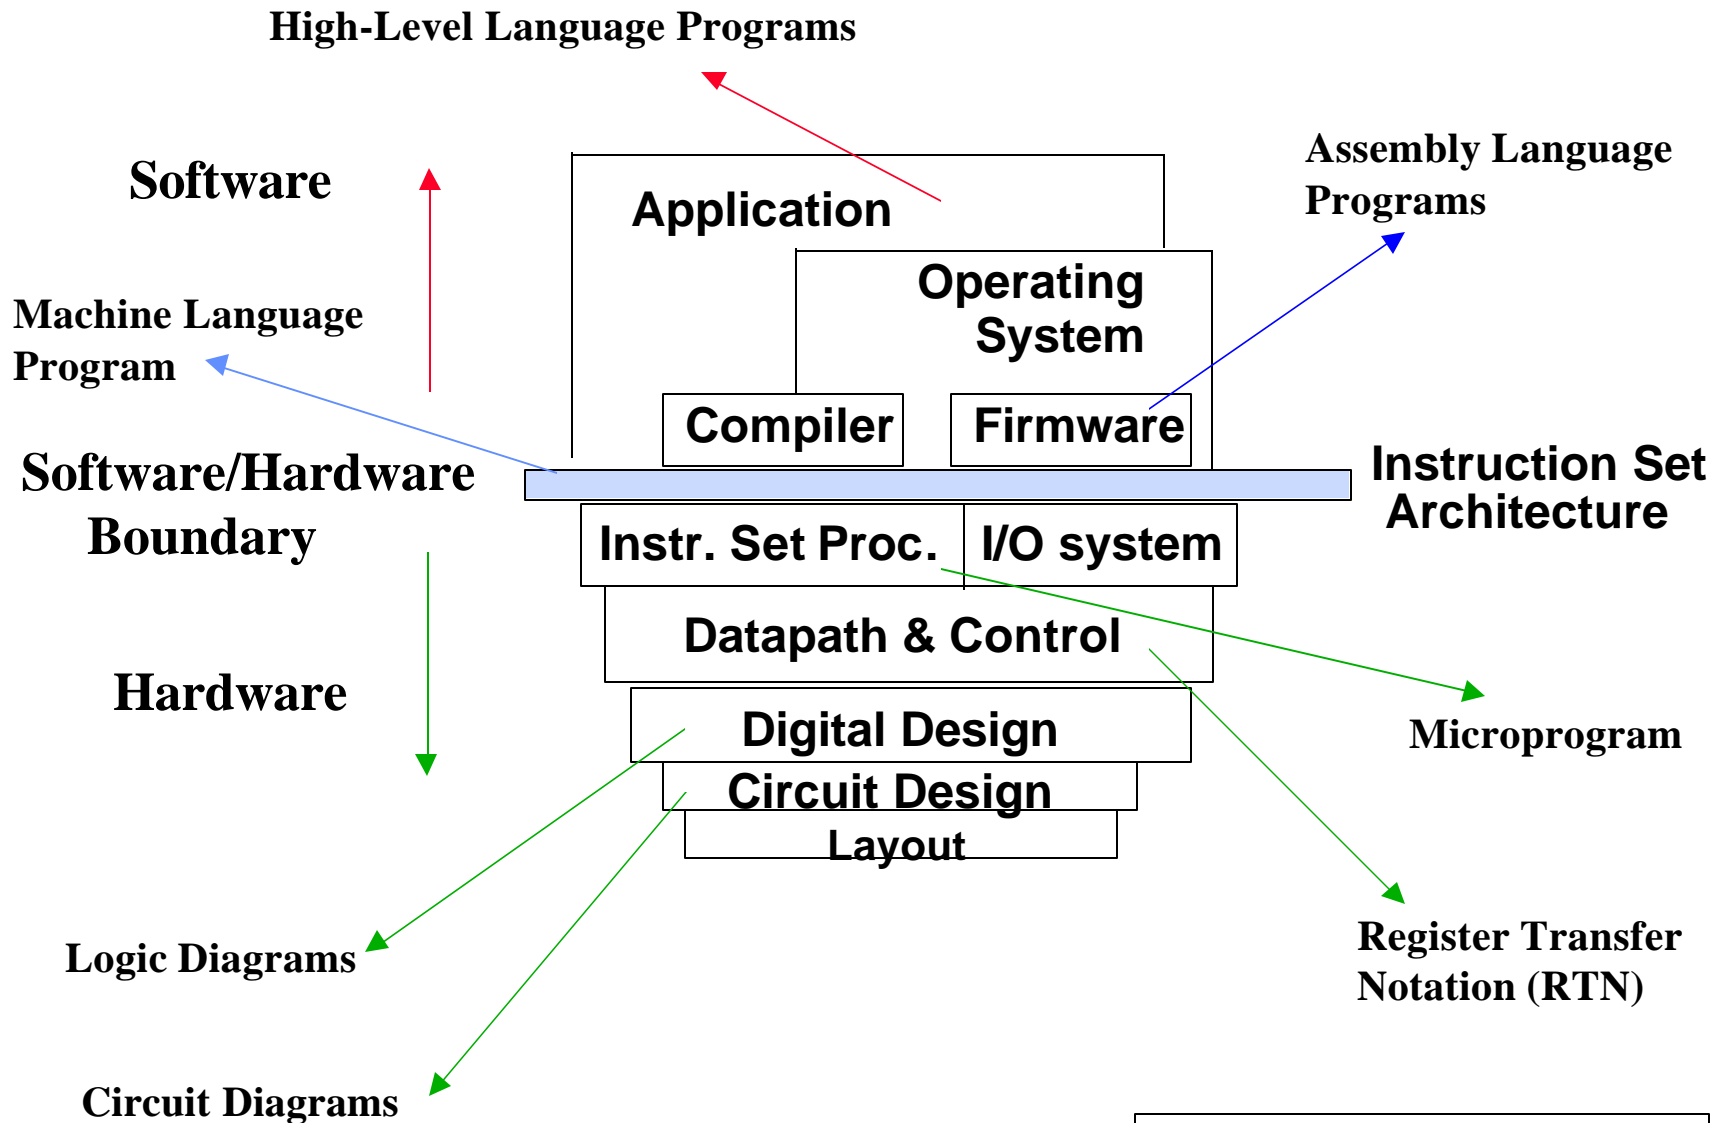 High-Level Language Programs
Assembly Language
Programs
Software
Application
Operating
System
Machine Language
Program
Compiler
Firmware
Software/Hardware
Boundary
Instruction Set
Architecture
Instr. Set Proc.
I/O system
Datapath & Control
Hardware
Digital Design
Microprogram
Circuit Design
Layout
Logic Diagrams
Register Transfer
Notation (RTN)
Circuit Diagrams